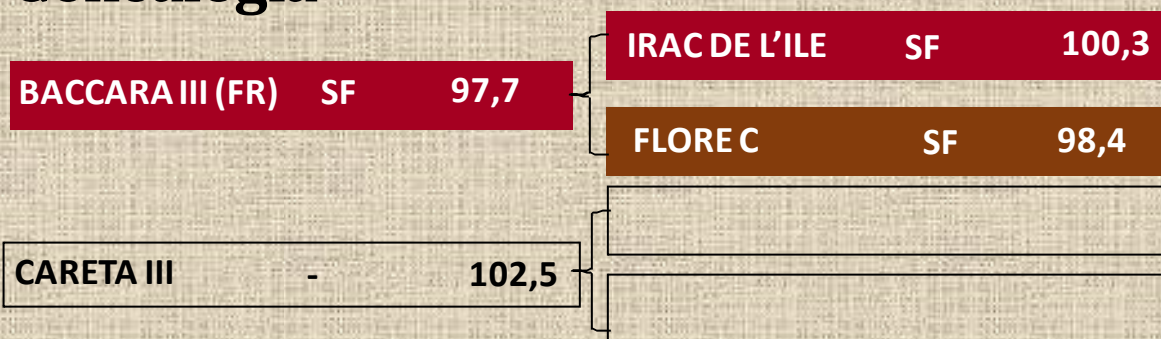 BACCARA III (FR) SF 97,7
IRAC DE L'ILE SF 100,3
FLORE C SF 98,4
CARETA III - 102,5